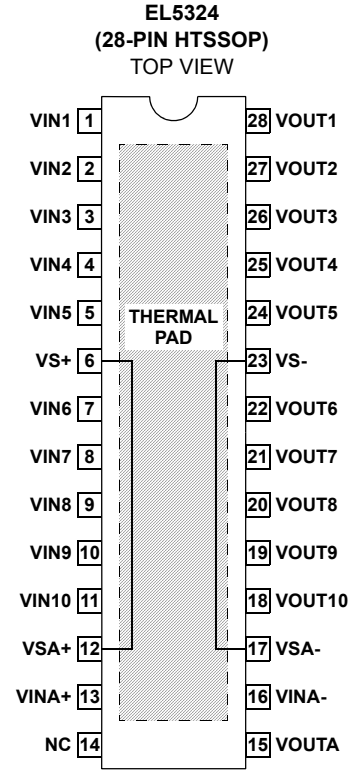 EL5324
(28-PIN HTSSOP)
TOP VIEW
VIN1 1 28 VOUT1
VIN2 2 27 VOUT2
VIN3 3 26 VOUT3
VIN4 4 25 VOUT4
VIN5 5 24 VOUT5
THERMAL
PAD
VS+ 6 23 VS-
VIN6 7 22 VOUT6
VIN7 8 21 VOUT7
VIN8 9 20 VOUT8
VIN9 10 19 VOUT9
VIN10 11 18 VOUT10
VSA+ 12 17 VSA-
VINA+ 13 16 VINA-
NC 14 15 VOUTA